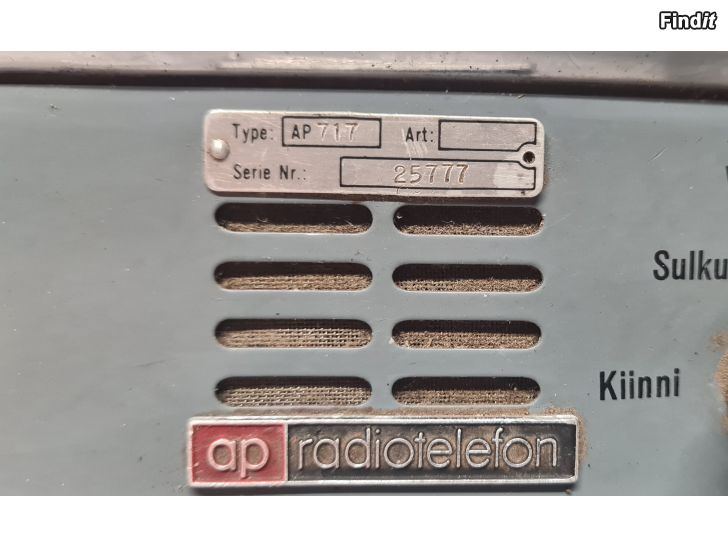 Findit
Type: AP 717 Art:
Serie Nr.: 25777
Sulku
Kiinni
ap radiotelefon